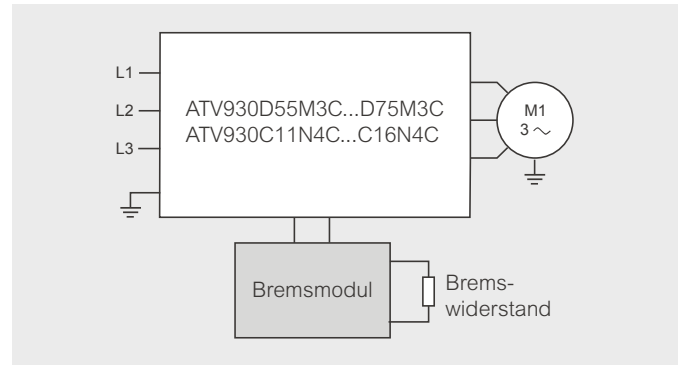 L1
L2
L3
ATV930D55M3C...D75M3C
ATV930C11N4C...C16N4C
M1
3 ~
Bremsmodul
Brems-
widerstand